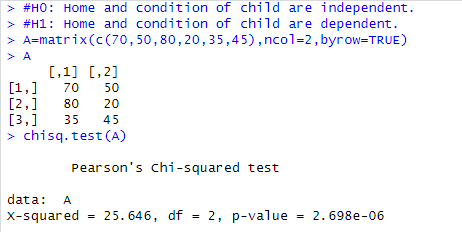 > #H0: Home and condition of child are independent.
> #H1: Home and condition of child are dependent.
> A=matrix(c(70,50,80,20,35,45),ncol=2,byrow=TRUE)
> A
     [,1] [,2]
[1,]   70   50
[2,]   80   20
[3,]   35   45
> chisq.test(A)
        Pearson's Chi-squared test
data:  A
X-squared = 25.646, df = 2, p-value = 2.698e-06